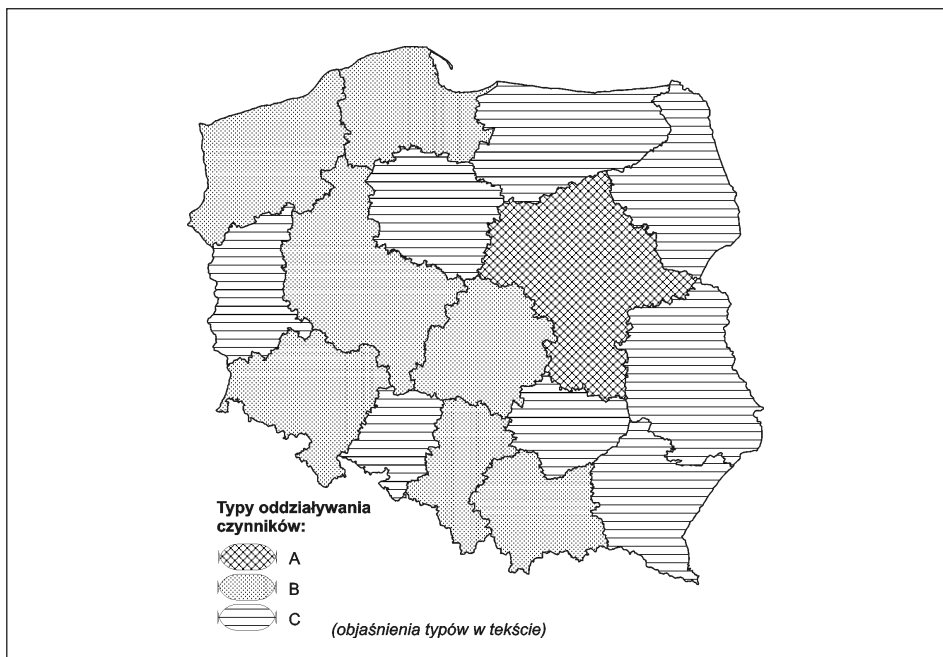 Typy oddziaływania
czynników:
A
B
C
(objaśnienia typów w tekście)